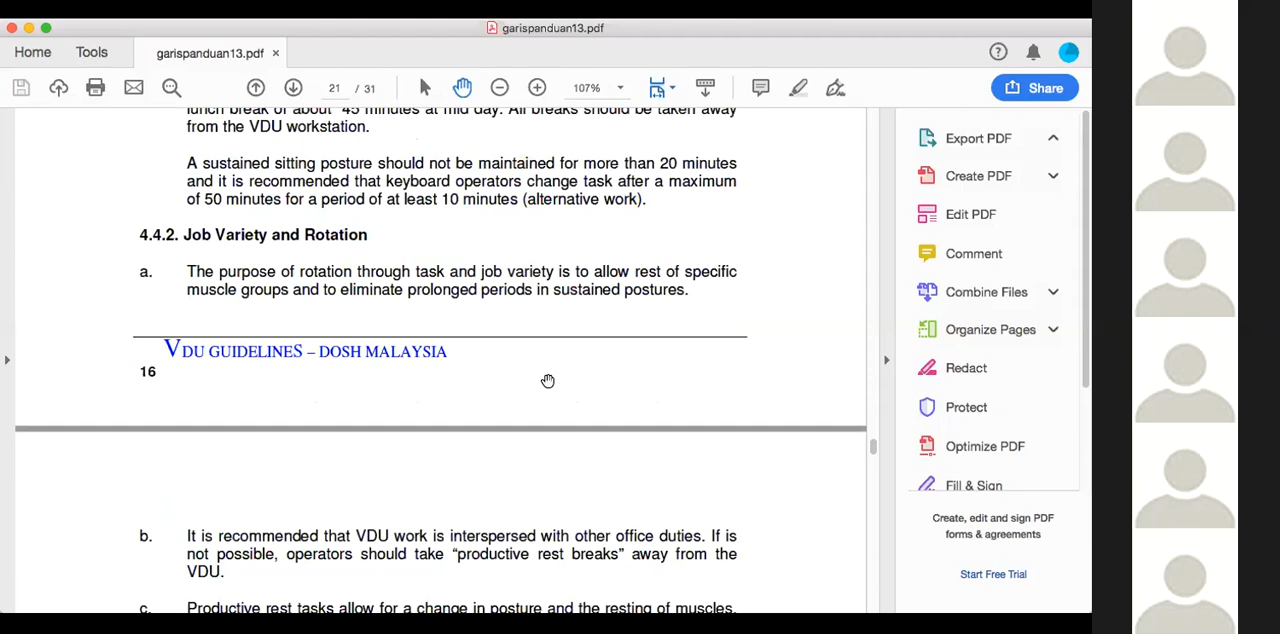 garispanduan13.pdf
Home Tools garispanduan13.pdf ×
21 / 31 107% Share
lunch break of about 45 minutes at mid day. All breaks should be taken away
from the VDU workstation.
A sustained sitting posture should not be maintained for more than 20 minutes
and it is recommended that keyboard operators change task after a maximum
of 50 minutes for a period of at least 10 minutes (alternative work).
4.4.2. Job Variety and Rotation
a. The purpose of rotation through task and job variety is to allow rest of specific
muscle groups and to eliminate prolonged periods in sustained postures.
VDU GUIDELINES – DOSH MALAYSIA
16
b. It is recommended that VDU work is interspersed with other office duties. If is
not possible, operators should take “productive rest breaks” away from the
VDU.
c. Productive rest tasks allow for a change in posture and the resting of muscles.
Export PDF
Create PDF
Edit PDF
Comment
Combine Files
Organize Pages
Redact
Protect
Optimize PDF
Fill & Sign
Create, edit and sign PDF
forms & agreements
Start Free Trial